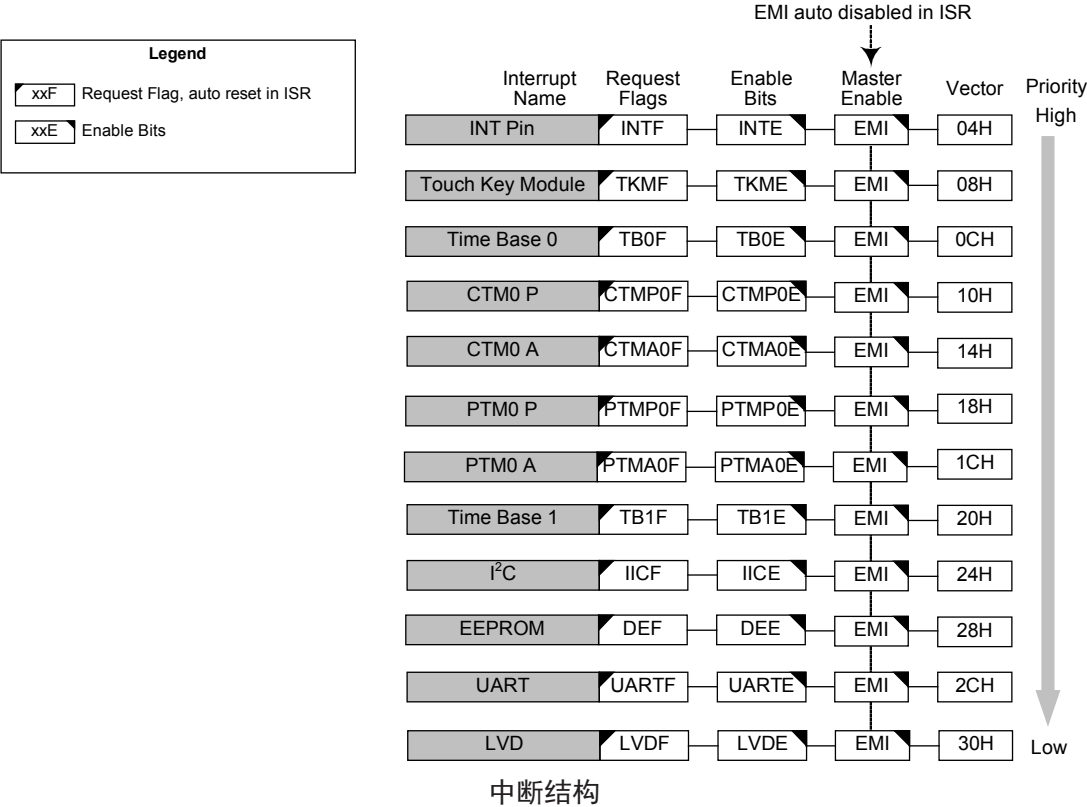 EMI auto disabled in ISR
Legend
xxF Request Flag, auto reset in ISR
xxE Enable Bits
Interrupt Name Request Flags Enable Bits Master Enable Vector Priority
High
INT Pin INTF INTE EMI 04H
Touch Key Module TKMF TKME EMI 08H
Time Base 0 TB0F TB0E EMI 0CH
CTM0 P CTMP0F CTMP0E EMI 10H
CTM0 A CTMA0F CTMA0E EMI 14H
PTM0 P PTMP0F PTMP0E EMI 18H
PTM0 A PTMA0F PTMA0E EMI 1CH
Time Base 1 TB1F TB1E EMI 20H
I²C IICF IICE EMI 24H
EEPROM DEF DEE EMI 28H
UART UARTF UARTE EMI 2CH
LVD LVDF LVDE EMI 30H Low
中断结构